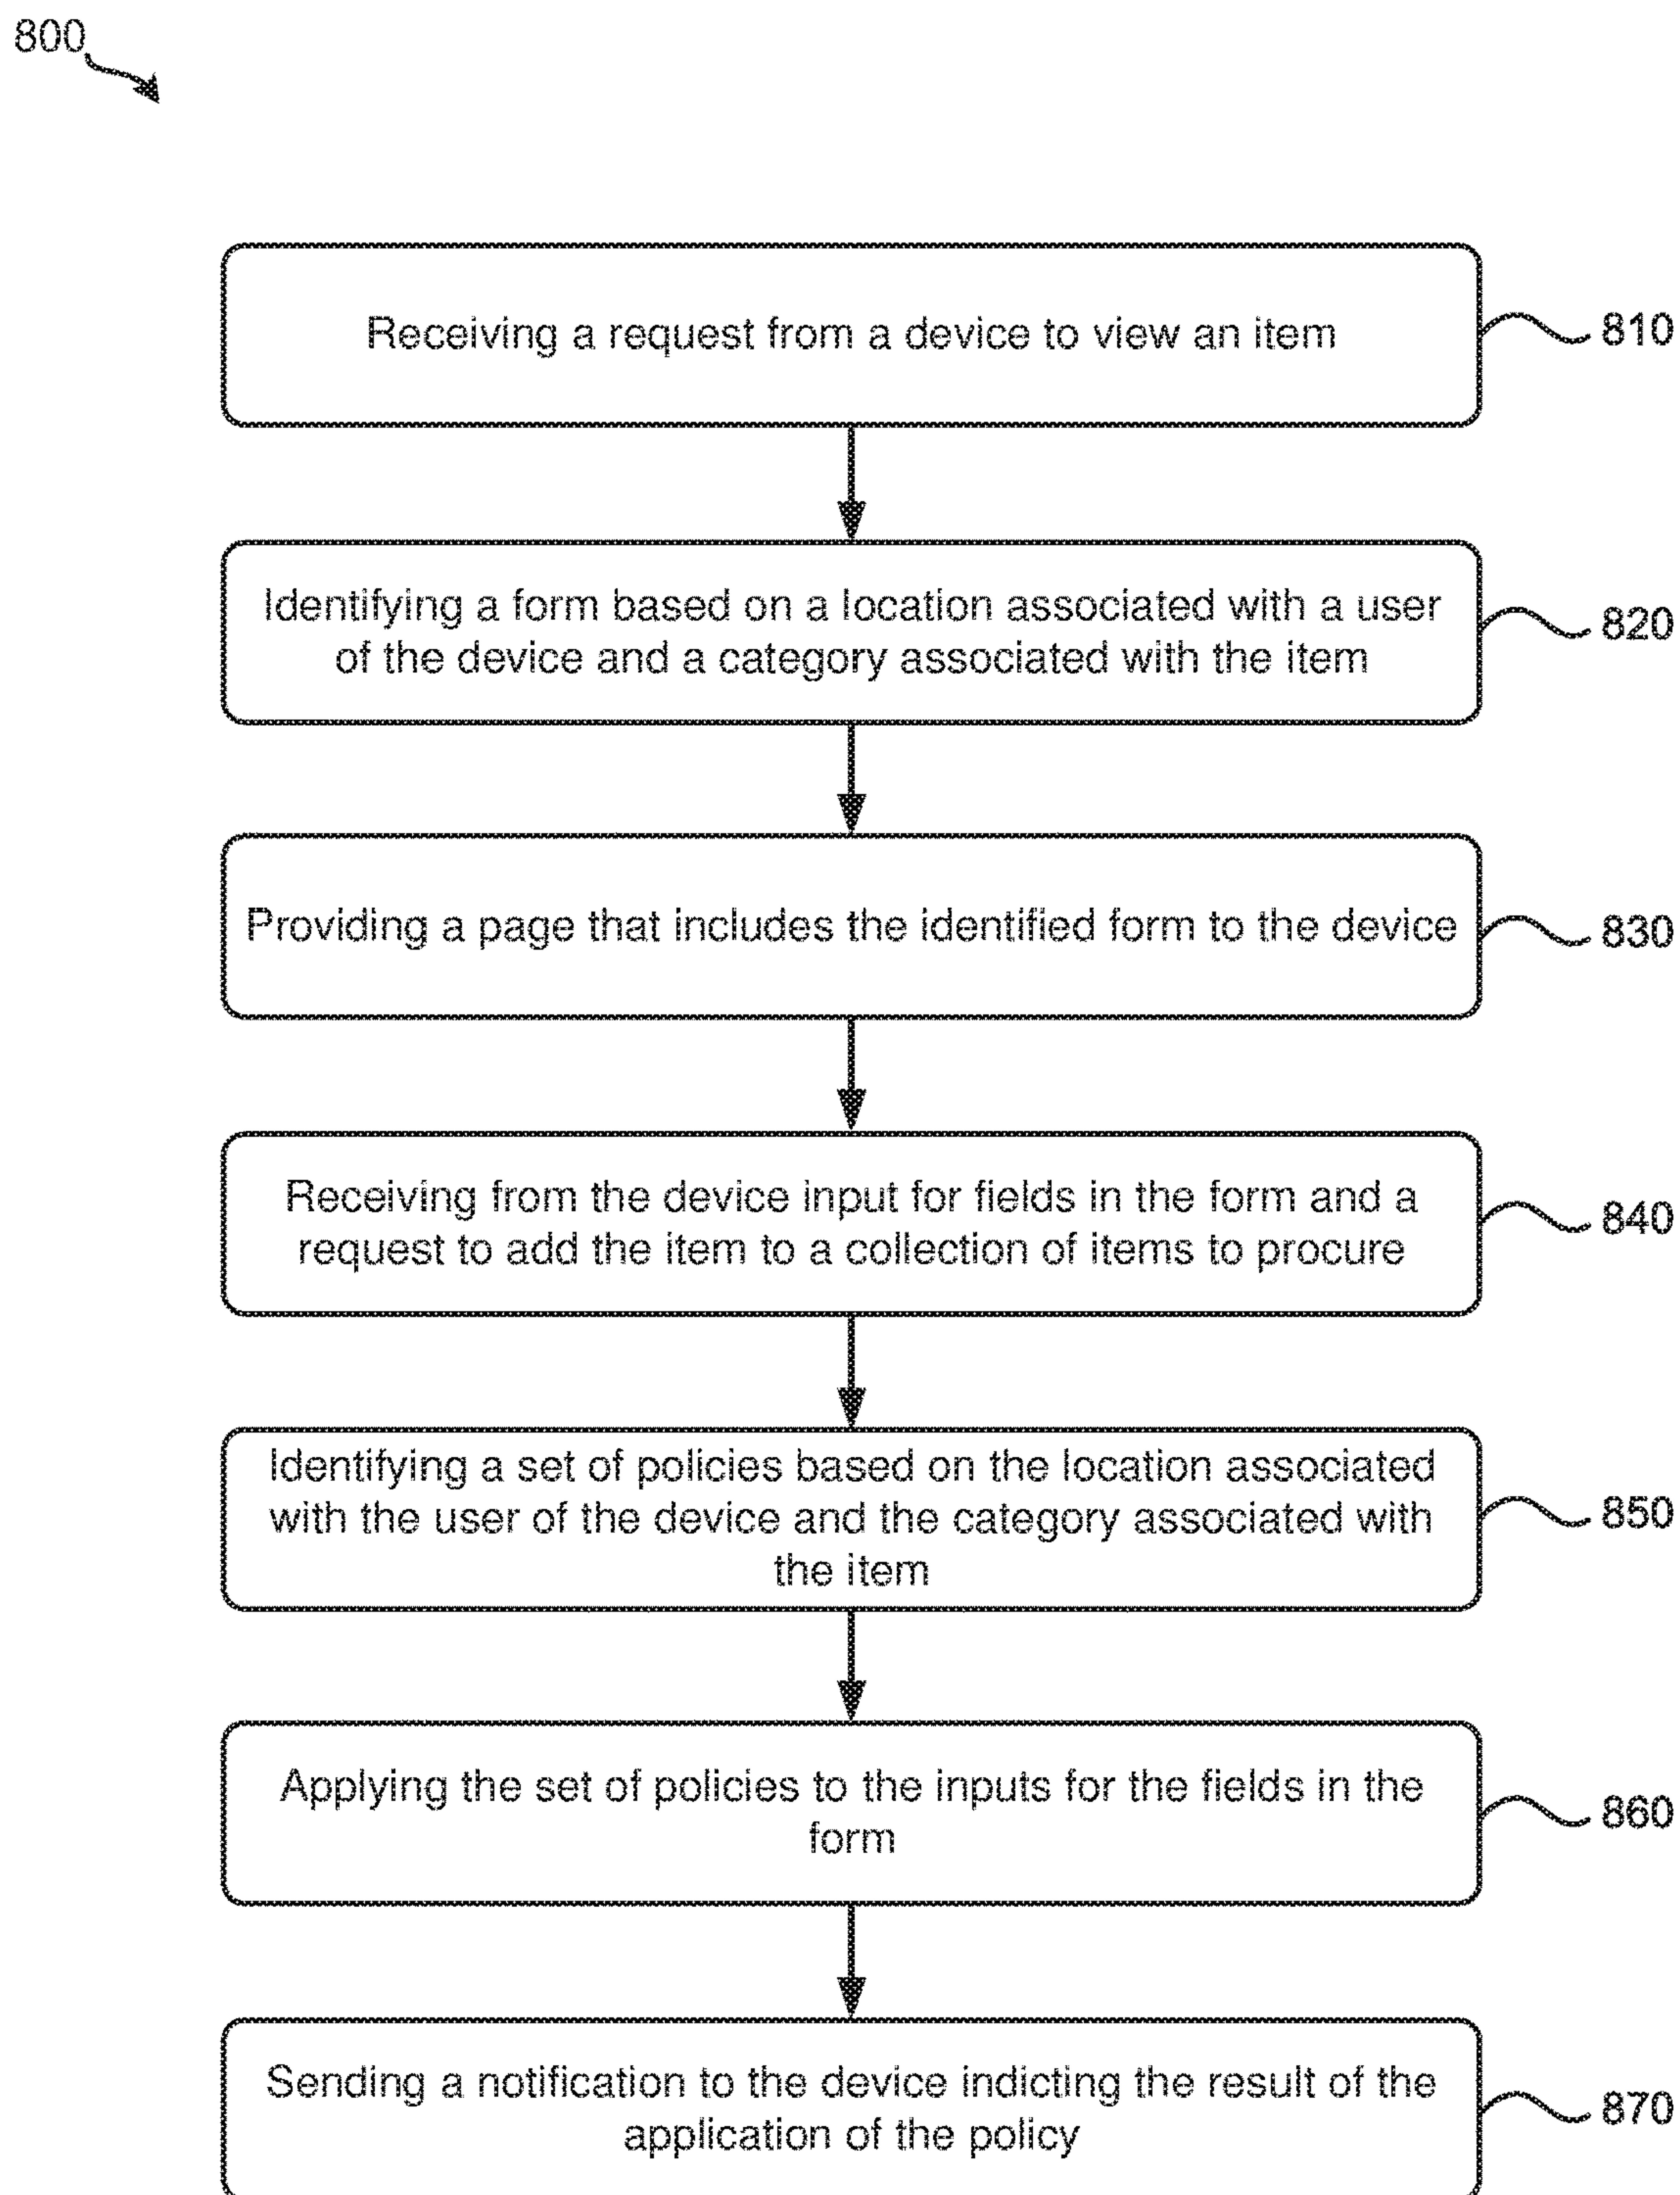 800
Receiving a request from a device to view an item
810
Identifying a form based on a location associated with a user
of the device and a category associated with the item
820
Providing a page that includes the identified form to the device
830
Receiving from the device input for fields in the form and a
request to add the item to a collection of items to procure
840
Identifying a set of policies based on the location associated
with the user of the device and the category associated with
the item
850
Applying the set of policies to the inputs for the fields in the
form
860
Sending a notification to the device indicting the result of the
application of the policy
870